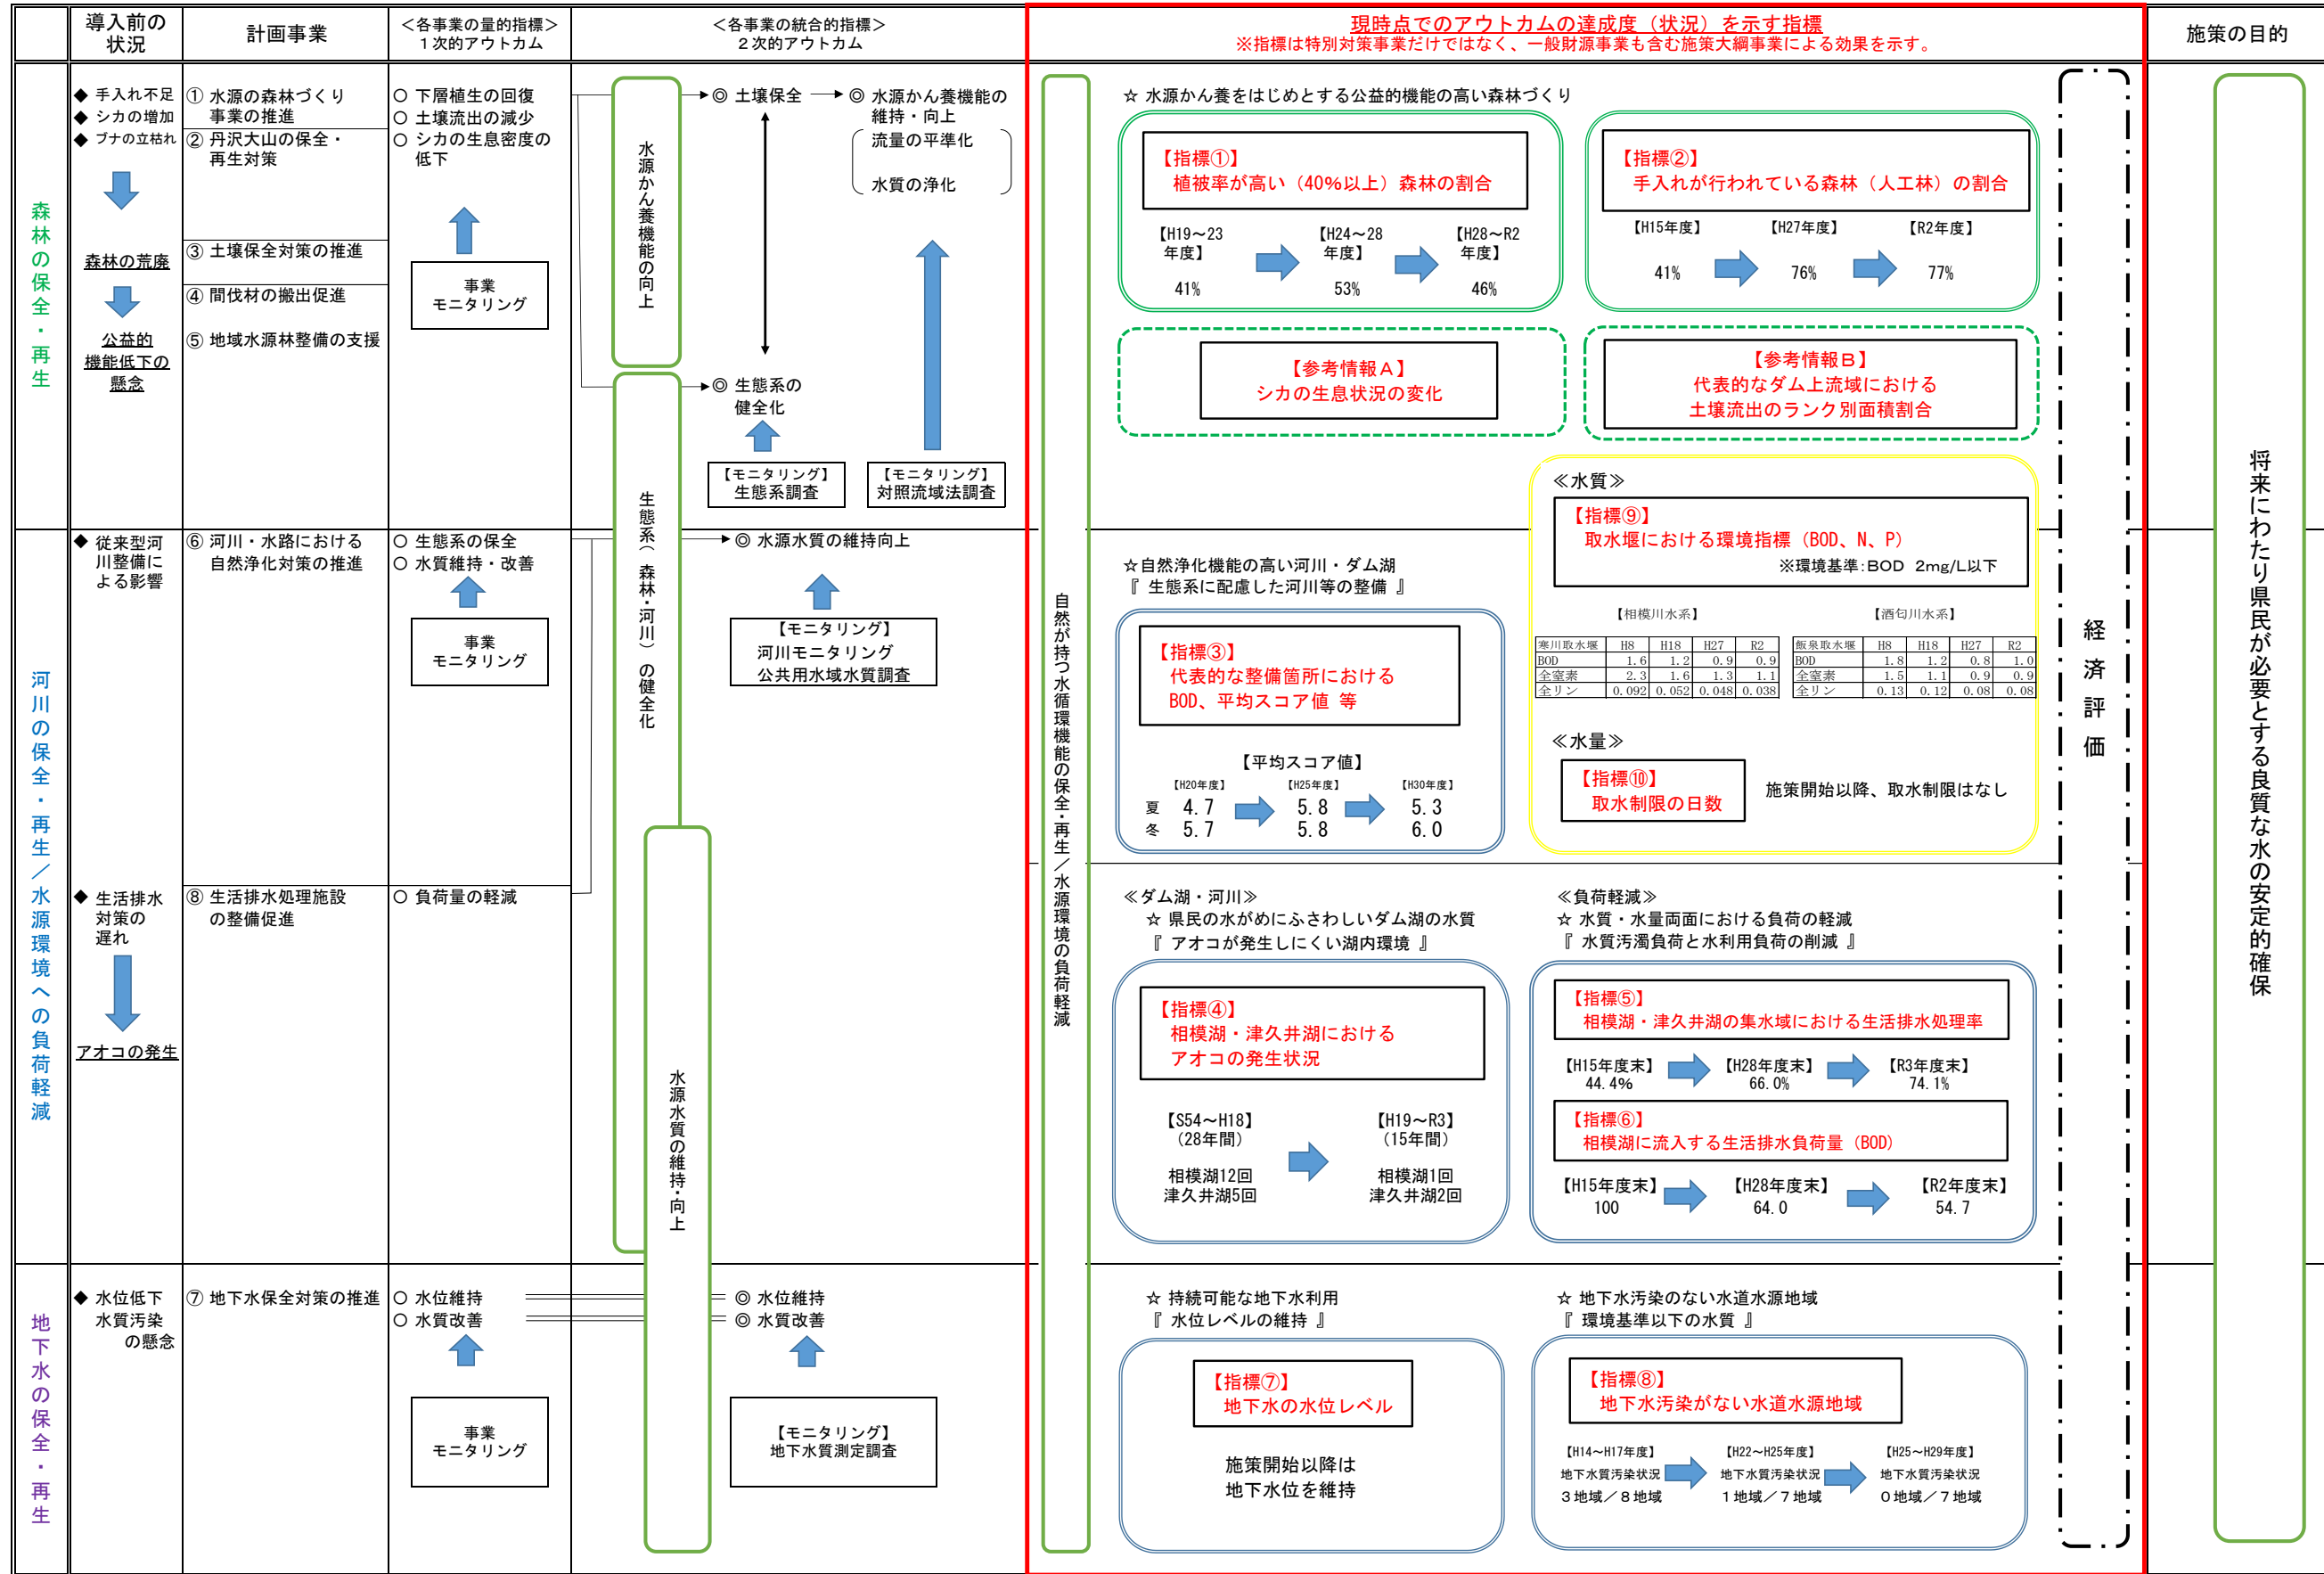 導入前の
状況
計画事業
＜各事業の量的指標＞
１次的アウトカム
＜各事業の統合的指標＞
２次的アウトカム
現時点でのアウトカムの達成度（状況）を示す指標
※指標は特別対策事業だけではなく、一般財源事業も含む施策大綱事業による効果を示す。
施策の目的
森林の保全・再生
◆ 手入れ不足
◆ シカの増加
◆ ブナの立枯れ
森林の荒廃
公益的
機能低下の
懸念
① 水源の森林づくり
事業の推進
② 丹沢大山の保全・
再生対策
③ 土壌保全対策の推進
④ 間伐材の搬出促進
⑤ 地域水源林整備の支援
○ 下層植生の回復
○ 土壌流出の減少
○ シカの生息密度の
低下
事業
モニタリング
水源かん養機能の向上
◎ 土壌保全
◎ 水源かん養機能の
維持・向上
流量の平準化
水質の浄化
◎ 生態系の
健全化
【モニタリング】
生態系調査
【モニタリング】
対照流域法調査
生態系（森林・河川）の健全化
自然が持つ水循環機能の保全・再生／水源環境の負荷軽減
☆ 水源かん養をはじめとする公益的機能の高い森林づくり
【指標①】
植被率が高い（40％以上）森林の割合
【H19～23
年度】
41%
【H24～28
年度】
53%
【H28～R2
年度】
46%
【指標②】
手入れが行われている森林（人工林）の割合
【H15年度】
【H27年度】
【R2年度】
41%
76%
77%
【参考情報Ａ】
シカの生息状況の変化
【参考情報Ｂ】
代表的なダム上流域における
土壌流出のランク別面積割合
経済評価
将来にわたり県民が必要とする良質な水の安定的確保
河川の保全・再生／水源環境への負荷軽減
◆ 従来型河
川整備に
よる影響
⑥ 河川・水路における
自然浄化対策の推進
○ 生態系の保全
○ 水質維持・改善
事業
モニタリング
◎ 水源水質の維持向上
【モニタリング】
河川モニタリング
公共用水域水質調査
☆自然浄化機能の高い河川・ダム湖
『 生態系に配慮した河川等の整備 』
【指標③】
代表的な整備箇所における
BOD、平均スコア値 等
【平均スコア値】
【H20年度】
【H25年度】
【H30年度】
夏 4.7 5.8 5.3
冬 5.7 5.8 6.0
≪水質≫
【指標⑨】
取水堰における環境指標（BOD、N、P）
※環境基準：BOD 2mg/L以下
【相模川水系】
寒川取水堰 H8 H18 H27 R2
BOD 1.6 1.2 0.9 0.9
全窒素 2.3 1.6 1.3 1.1
全リン 0.092 0.052 0.048 0.038
【酒匂川水系】
飯泉取水堰 H8 H18 H27 R2
BOD 1.8 1.2 0.8 1.0
全窒素 1.5 1.1 0.9 0.9
全リン 0.13 0.12 0.08 0.08
≪水量≫
【指標⑩】
取水制限の日数
施策開始以降、取水制限はなし
◆ 生活排水
対策の
遅れ
アオコの発生
⑧ 生活排水処理施設
の整備促進
○ 負荷量の軽減
水源水質の維持・向上
≪ダム湖・河川≫
☆ 県民の水がめにふさわしいダム湖の水質
『 アオコが発生しにくい湖内環境 』
【指標④】
相模湖・津久井湖における
アオコの発生状況
【S54～H18】
（28年間）
相模湖12回
津久井湖5回
【H19～R3】
（15年間）
相模湖1回
津久井湖2回
≪負荷軽減≫
☆ 水質・水量両面における負荷の軽減
『 水質汚濁負荷と水利用負荷の削減 』
【指標⑤】
相模湖・津久井湖の集水域における生活排水処理率
【H15年度末】
44.4%
【H28年度末】
66.0%
【R3年度末】
74.1%
【指標⑥】
相模湖に流入する生活排水負荷量（BOD）
【H15年度末】
100
【H28年度末】
64.0
【R2年度末】
54.7
地下水の保全・再生
◆ 水位低下
水質汚染
の懸念
⑦ 地下水保全対策の推進
○ 水位維持
○ 水質改善
事業
モニタリング
◎ 水位維持
◎ 水質改善
【モニタリング】
地下水質測定調査
☆ 持続可能な地下水利用
『 水位レベルの維持 』
【指標⑦】
地下水の水位レベル
施策開始以降は
地下水位を維持
☆ 地下水汚染のない水道水源地域
『 環境基準以下の水質 』
【指標⑧】
地下水汚染がない水道水源地域
【H14～H17年度】
地下水質汚染状況
３地域／８地域
【H22～H25年度】
地下水質汚染状況
１地域／７地域
【H25～H29年度】
地下水質汚染状況
０地域／７地域